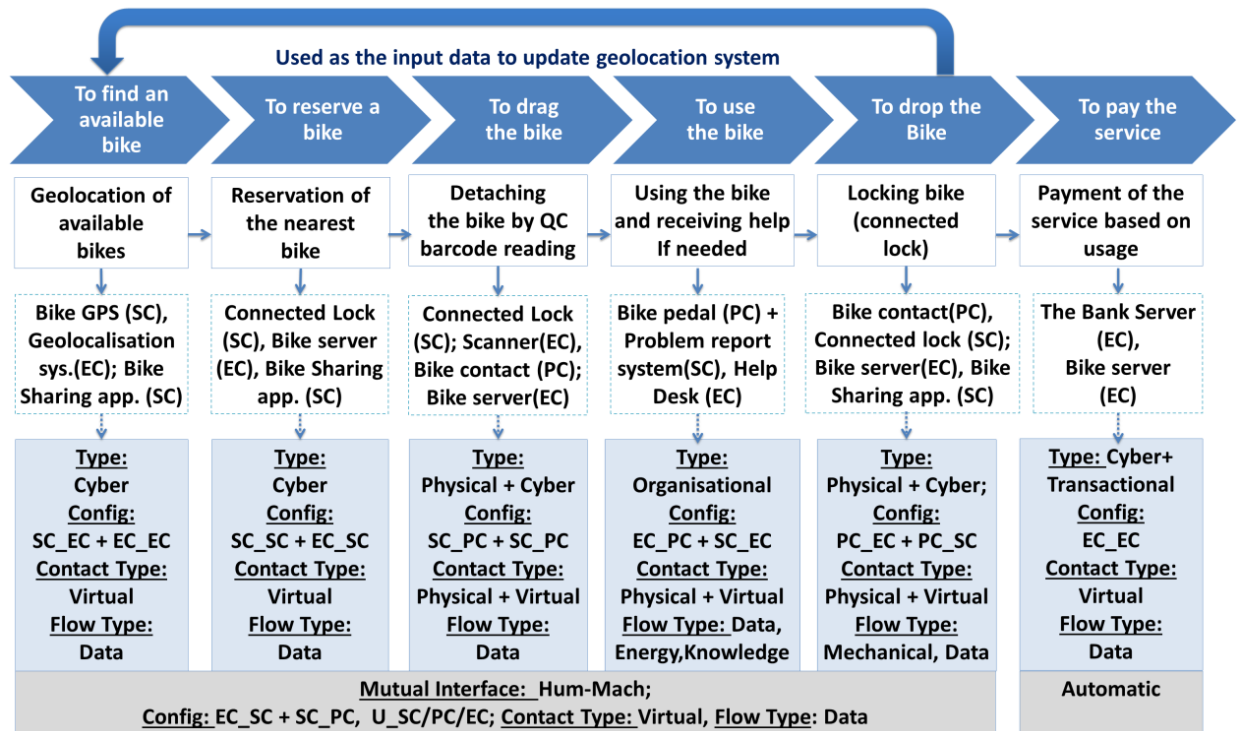 Used as the input data to update geolocation system
To find an
available
bike
To reserve a
bike
To drag
the bike
To use
the bike
To drop the
Bike
To pay the
service
Geolocation of
available
bikes
Reservation of
the nearest
bike
Detaching
the bike by QC
barcode reading
Using the bike
and receiving help
If needed
Locking bike
(connected
lock)
Payment of the
service based on
usage
Bike GPS (SC),
Geolocalisation
sys.(EC); Bike
Sharing app. (SC)
Connected Lock
(SC), Bike server
(EC), Bike Sharing
app. (SC)
Connected Lock
(SC); Scanner(EC),
Bike contact (PC);
Bike server(EC)
Bike pedal (PC) +
Problem report
system(SC), Help
Desk (EC)
Bike contact(PC),
Connected lock (SC);
Bike server(EC), Bike
Sharing app. (SC)
The Bank Server
(EC),
Bike server
(EC)
Type:
Cyber
Config:
SC_EC + EC_EC
Contact Type:
Virtual
Flow Type:
Data
Type:
Cyber
Config:
SC_SC + EC_SC
Contact Type:
Virtual
Flow Type:
Data
Type:
Physical + Cyber
Config:
SC_PC + SC_PC
Contact Type:
Physical + Virtual
Flow Type:
Data
Type:
Organisational
Config:
EC_PC + SC_EC
Contact Type:
Physical + Virtual
Flow Type: Data,
Energy,Knowledge
Type:
Physical + Cyber;
Config:
PC_EC + PC_SC
Contact Type:
Physical + Virtual
Flow Type:
Mechanical, Data
Type: Cyber+
Transactional
Config:
EC_EC
Contact Type:
Virtual
Flow Type:
Data
Mutual Interface: Hum-Mach;
Config: EC_SC + SC_PC, U_SC/PC/EC; Contact Type: Virtual, Flow Type: Data
Automatic